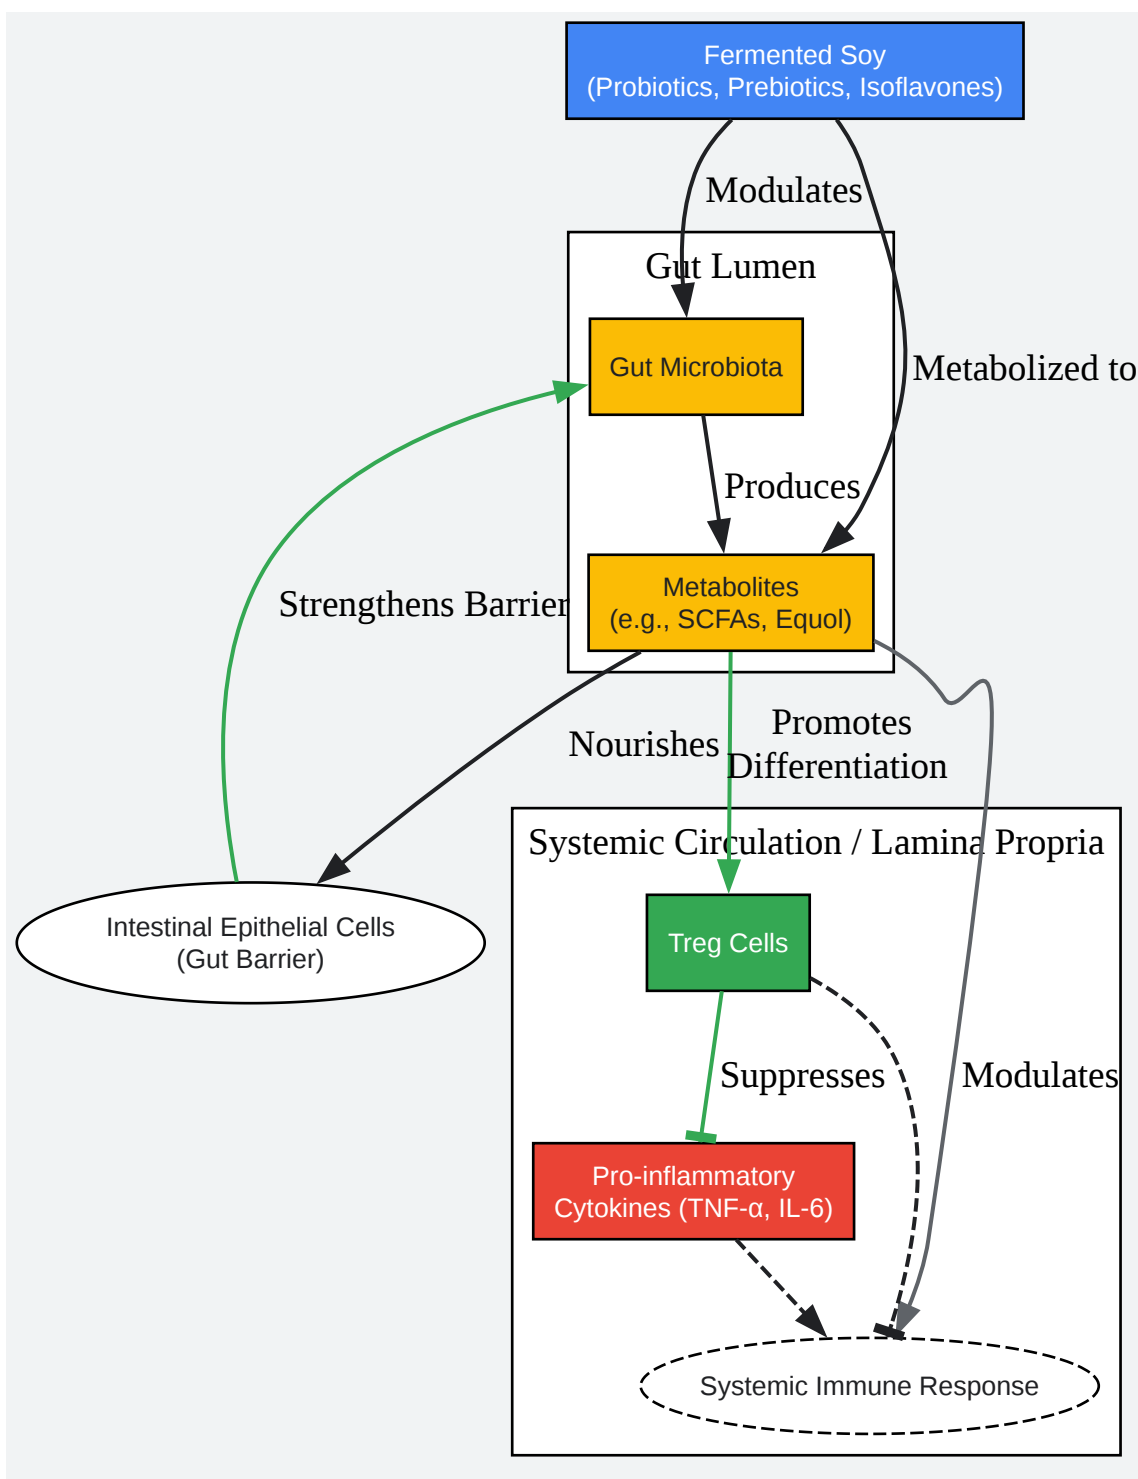 Fermented Soy
(Probiotics, Prebiotics, Isoflavones)
Modulates
Gut Lumen
Gut Microbiota
Metabolized to
Produces
Metabolites
(e.g., SCFAs, Equol)
Strengthens Barrier
Nourishes
Promotes
Differentiation
Systemic Circulation / Lamina Propria
Intestinal Epithelial Cells
(Gut Barrier)
Treg Cells
Suppresses
Modulates
Pro-inflammatory
Cytokines (TNF-α, IL-6)
Systemic Immune Response